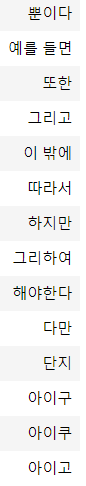 뿐이다
예를 들면
또한
그리고
이 밖에
따라서
하지만
그리하여
해야한다
다만
단지
아이구
아이쿠
아이고